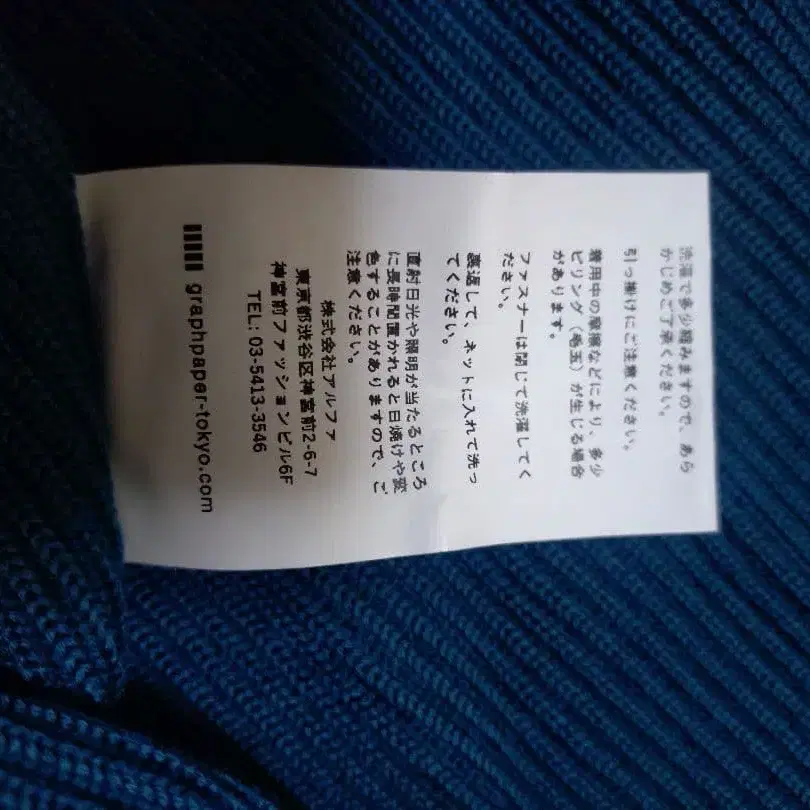 洗濯で多少縮みますので、あら
かじめご了承ください。
引っ掛けにご注意ください。
着用中の摩擦などにより、多少
ピリング（毛玉）が生じる場合
があります。
ファスナーは閉じて洗濯してく
ださい。
裏返して、ネットに入れて洗っ
てください。
直射日光や照明が当たるところ
に長時間置かれると日焼けや変
色することがありますので、ご
注意ください。
株式会社アルファ
東京都渋谷区神宮前2-6-7
神宮前ファッションビル6F
TEL: 03-5413-3546
graphpaper-tokyo.com